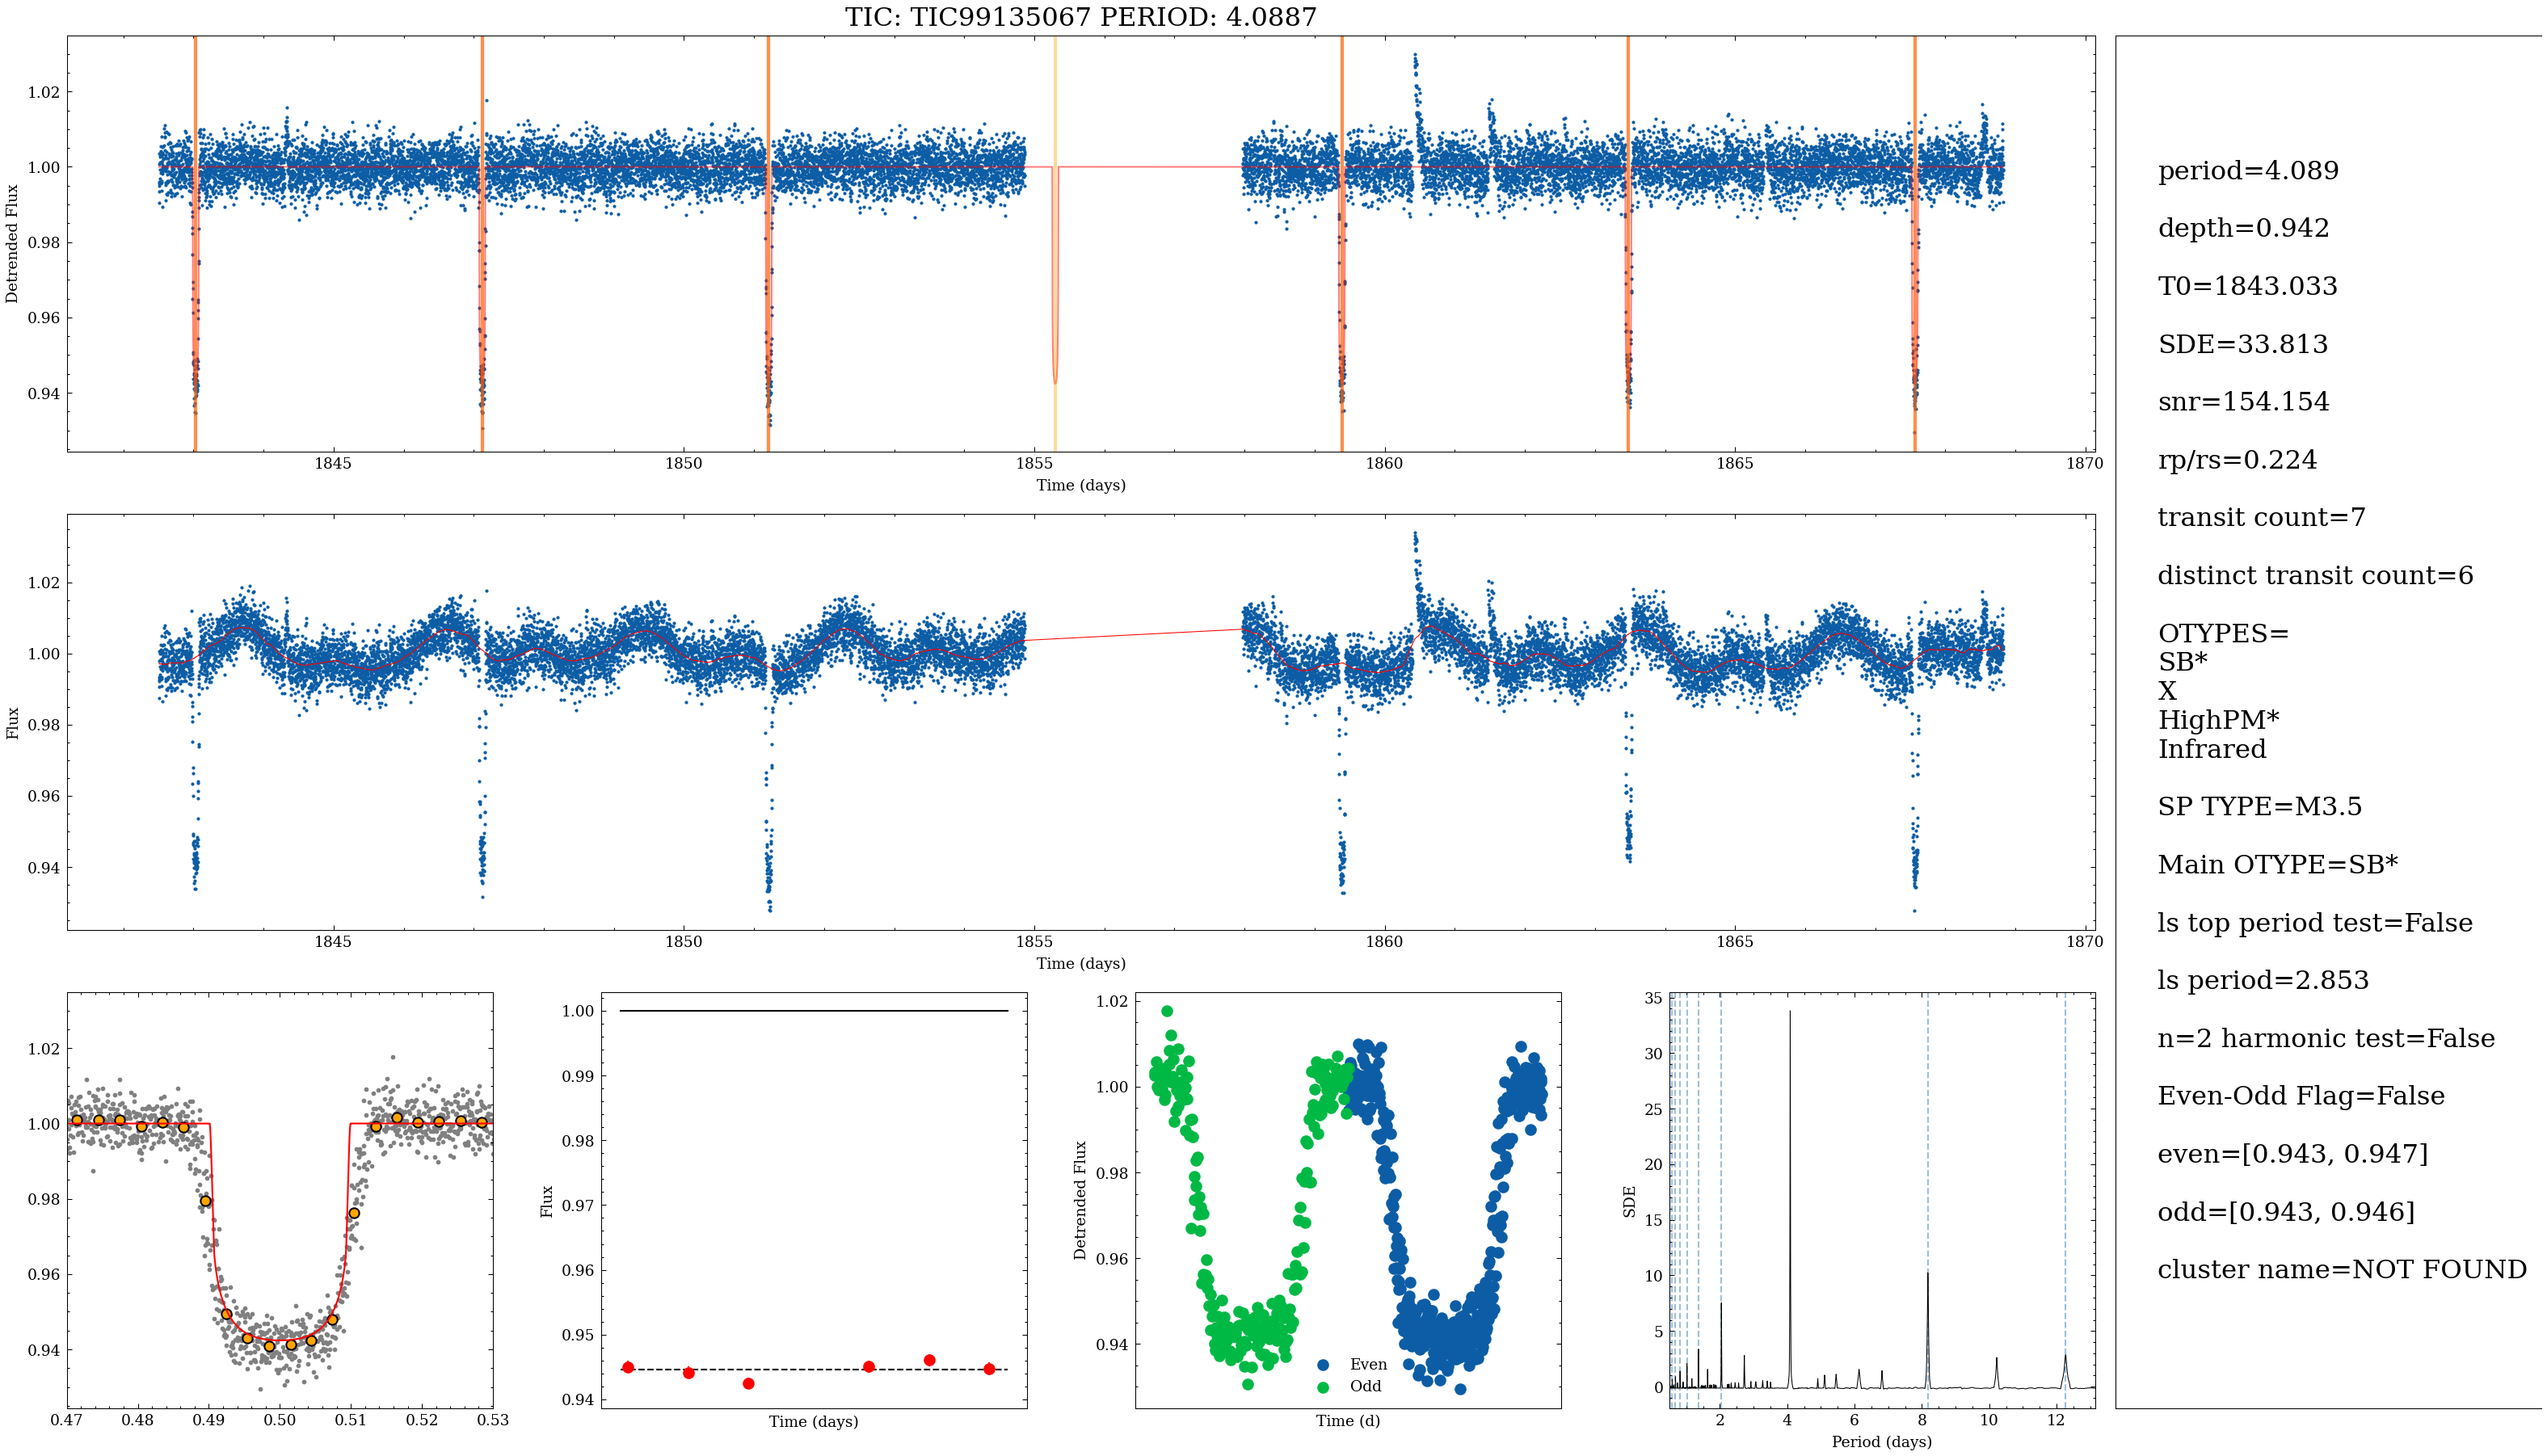 TIC: TIC99135067 PERIOD: 4.0887
1.02
1.00
0.98
0.96
0.94
Detrended Flux
1845
1850
1855
1860
1865
1870
Time (days)
1.02
1.00
0.98
0.96
0.94
Flux
1845
1850
1855
1860
1865
1870
Time (days)
1.02
1.00
0.98
0.96
0.94
0.47
0.48
0.49
0.50
0.51
0.52
0.53
1.00
0.99
0.98
0.97
0.96
0.95
0.94
Flux
Time (days)
1.02
1.00
0.98
0.96
0.94
Detrended Flux
Even
Odd
Time (d)
35
30
25
20
15
10
5
0
SDE
2
4
6
8
10
12
Period (days)
period=4.089
depth=0.942
T0=1843.033
SDE=33.813
snr=154.154
rp/rs=0.224
transit count=7
distinct transit count=6
OTYPES=
SB*
X
HighPM*
Infrared
SP TYPE=M3.5
Main OTYPE=SB*
ls top period test=False
ls period=2.853
n=2 harmonic test=False
Even-Odd Flag=False
even=[0.943, 0.947]
odd=[0.943, 0.946]
cluster name=NOT FOUND